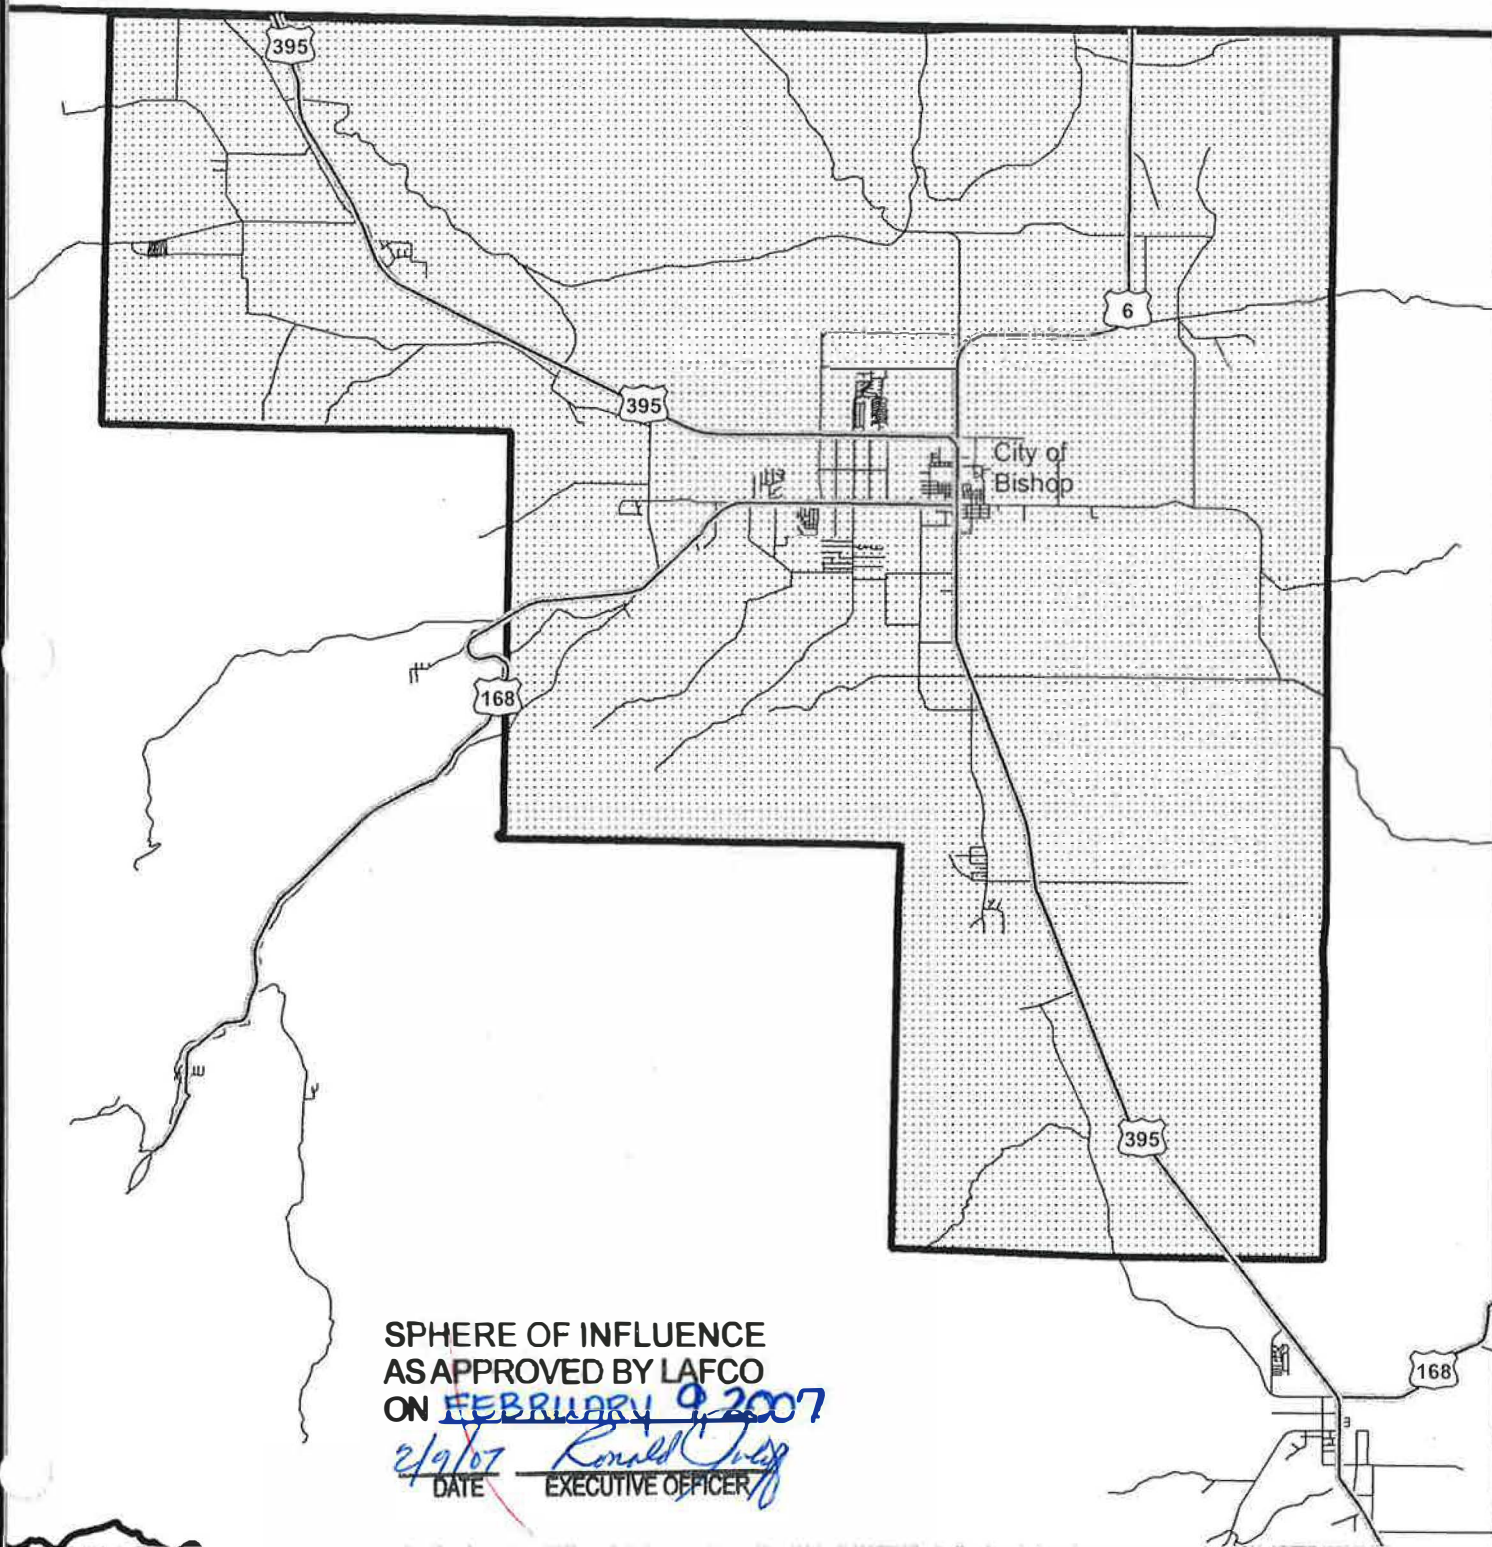 395
6
395
City of
Bishop
168
395
168
SPHERE OF INFLUENCE
AS APPROVED BY LAFCO
ON FEBRUARY 9, 2007
2/9/07 Ronald
DATE EXECUTIVE OFFICER